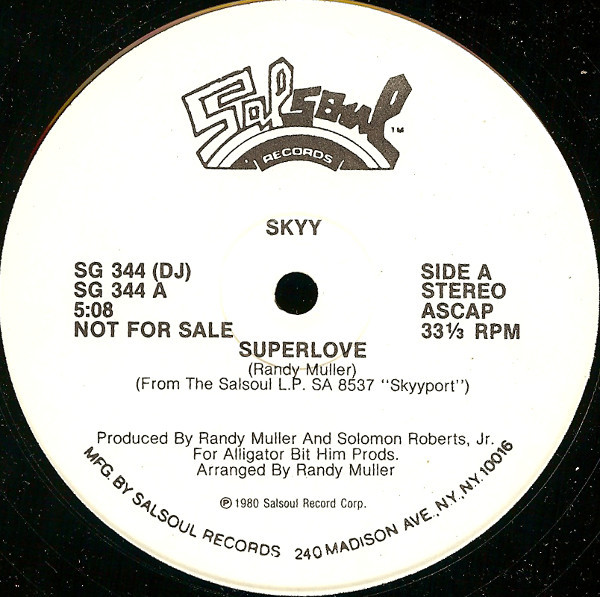 Salsoul
TM
RECORDS
SKYY
SG 344 (DJ)
SG 344 A
5:08
NOT FOR SALE
SIDE A
STEREO
ASCAP
33⅓ RPM
SUPERLOVE
(Randy Muller)
(From The Salsoul L.P. SA 8537 "Skyyport")
Produced By Randy Muller And Solomon Roberts, Jr.
For Alligator Bit Him Prods.
Arranged By Randy Muller
℗ 1980 Salsoul Record Corp.
MFG. BY SALSOUL RECORDS 240 MADISON AVE. N.Y. N.Y. 10016